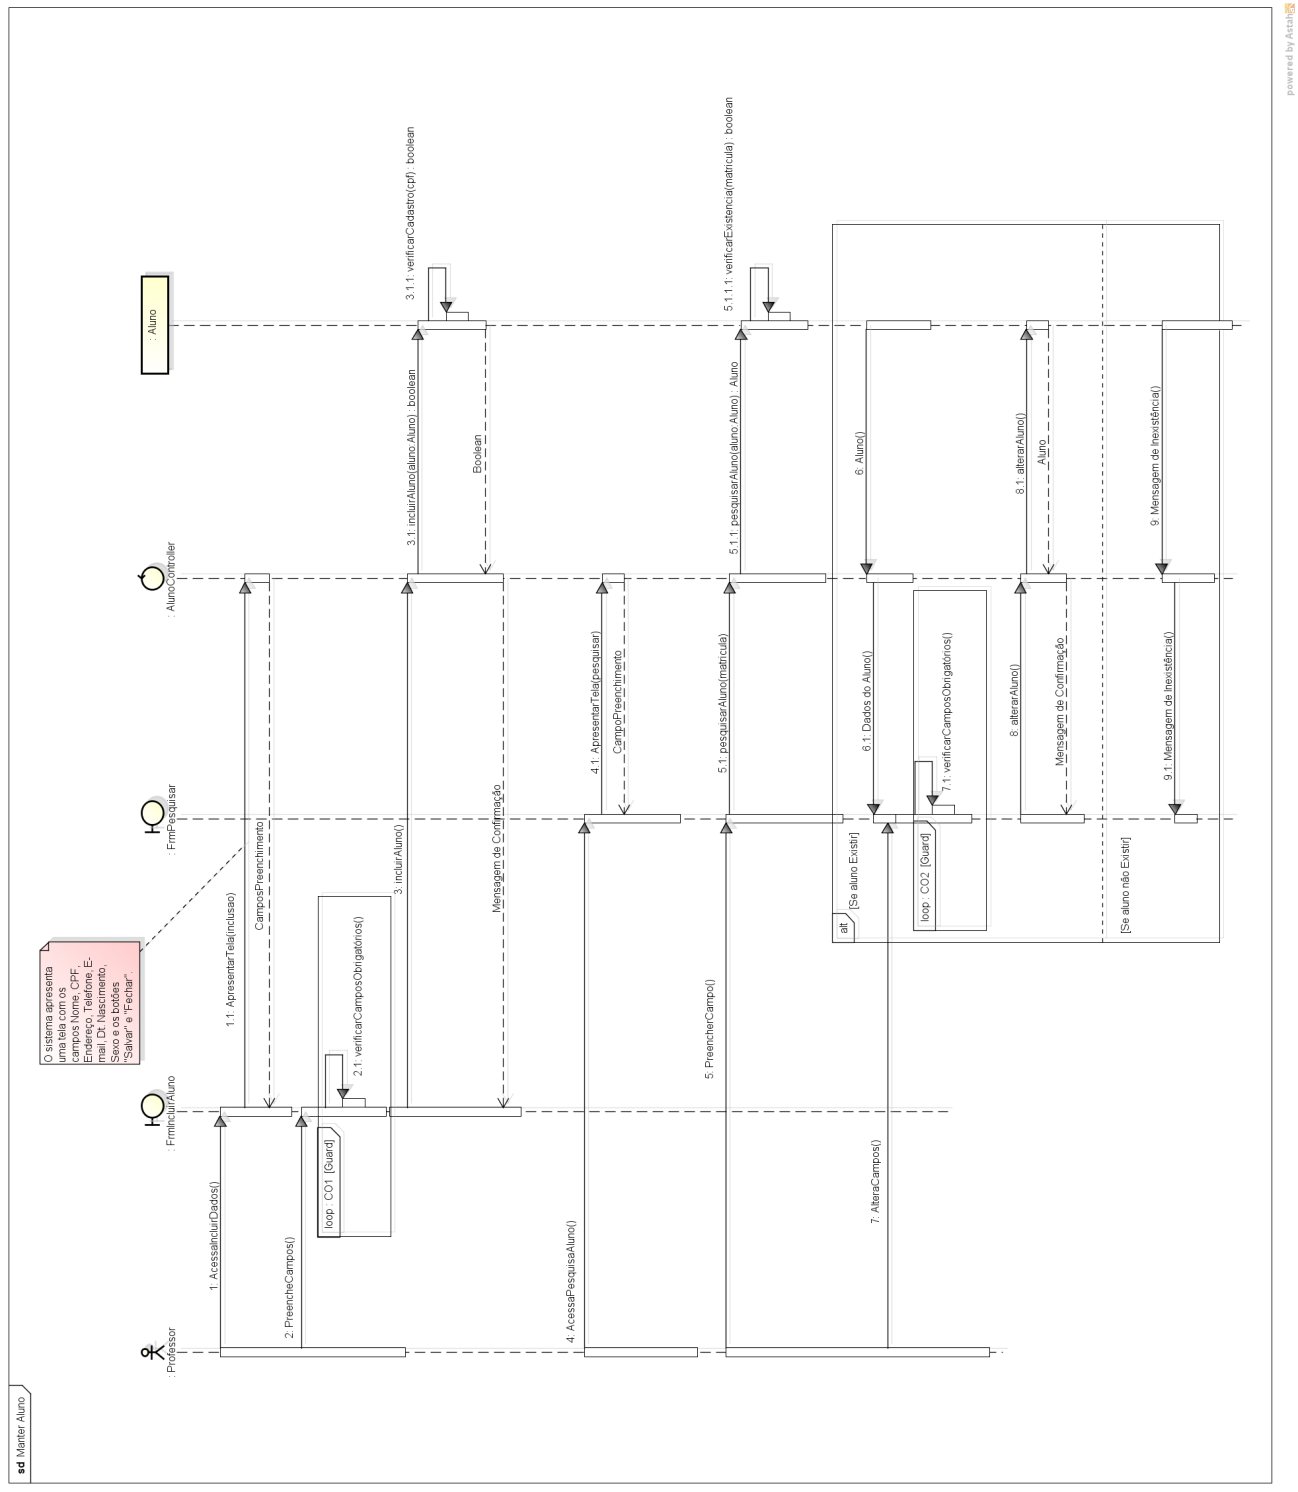 sd Manter Aluno
: Professor
: FrmIncluirAluno
: FrmPesquisar
: AlunoController
: Aluno
O sistema apresenta
uma tela com os
campos Nome, CPF,
Endereço, Telefone, E-
mail, Dt. Nascimento,
Sexo e os botões
"Salvar" e "Fechar".
1: AcessaIncluirDados()
1.1: ApresentarTela(inclusao)
CamposPreenchimento
2: PreencheCampos()
loop : CO1 [Guard]
2.1: verificarCamposObrigatórios()
3: incluirAluno()
3.1: incluirAluno(aluno:Aluno) : boolean
3.1.1: verificarCadastro(cpf) : boolean
Boolean
Mensagem de Confirmação
4: AcessaPesquisaAluno()
4.1: ApresentarTela(pesquisar)
CampoPreenchimento
5: PreencherCampo()
5.1: pesquisarAluno(matricula)
5.1.1: pesquisarAluno(aluno:Aluno) : Aluno
5.1.1.1: verificarExistencia(matricula) : boolean
alt
[Se aluno Existir]
6: Aluno()
6.1: Dados do Aluno()
7: AlteraCampos()
loop : CO2 [Guard]
7.1: verificarCamposObrigatórios()
8: alterarAluno()
8.1: alterarAluno()
Aluno
Mensagem de Confirmação
[Se aluno não Existir]
9: Mensagem de Inexistência()
9.1: Mensagem de Inexistência()
powered by Astah